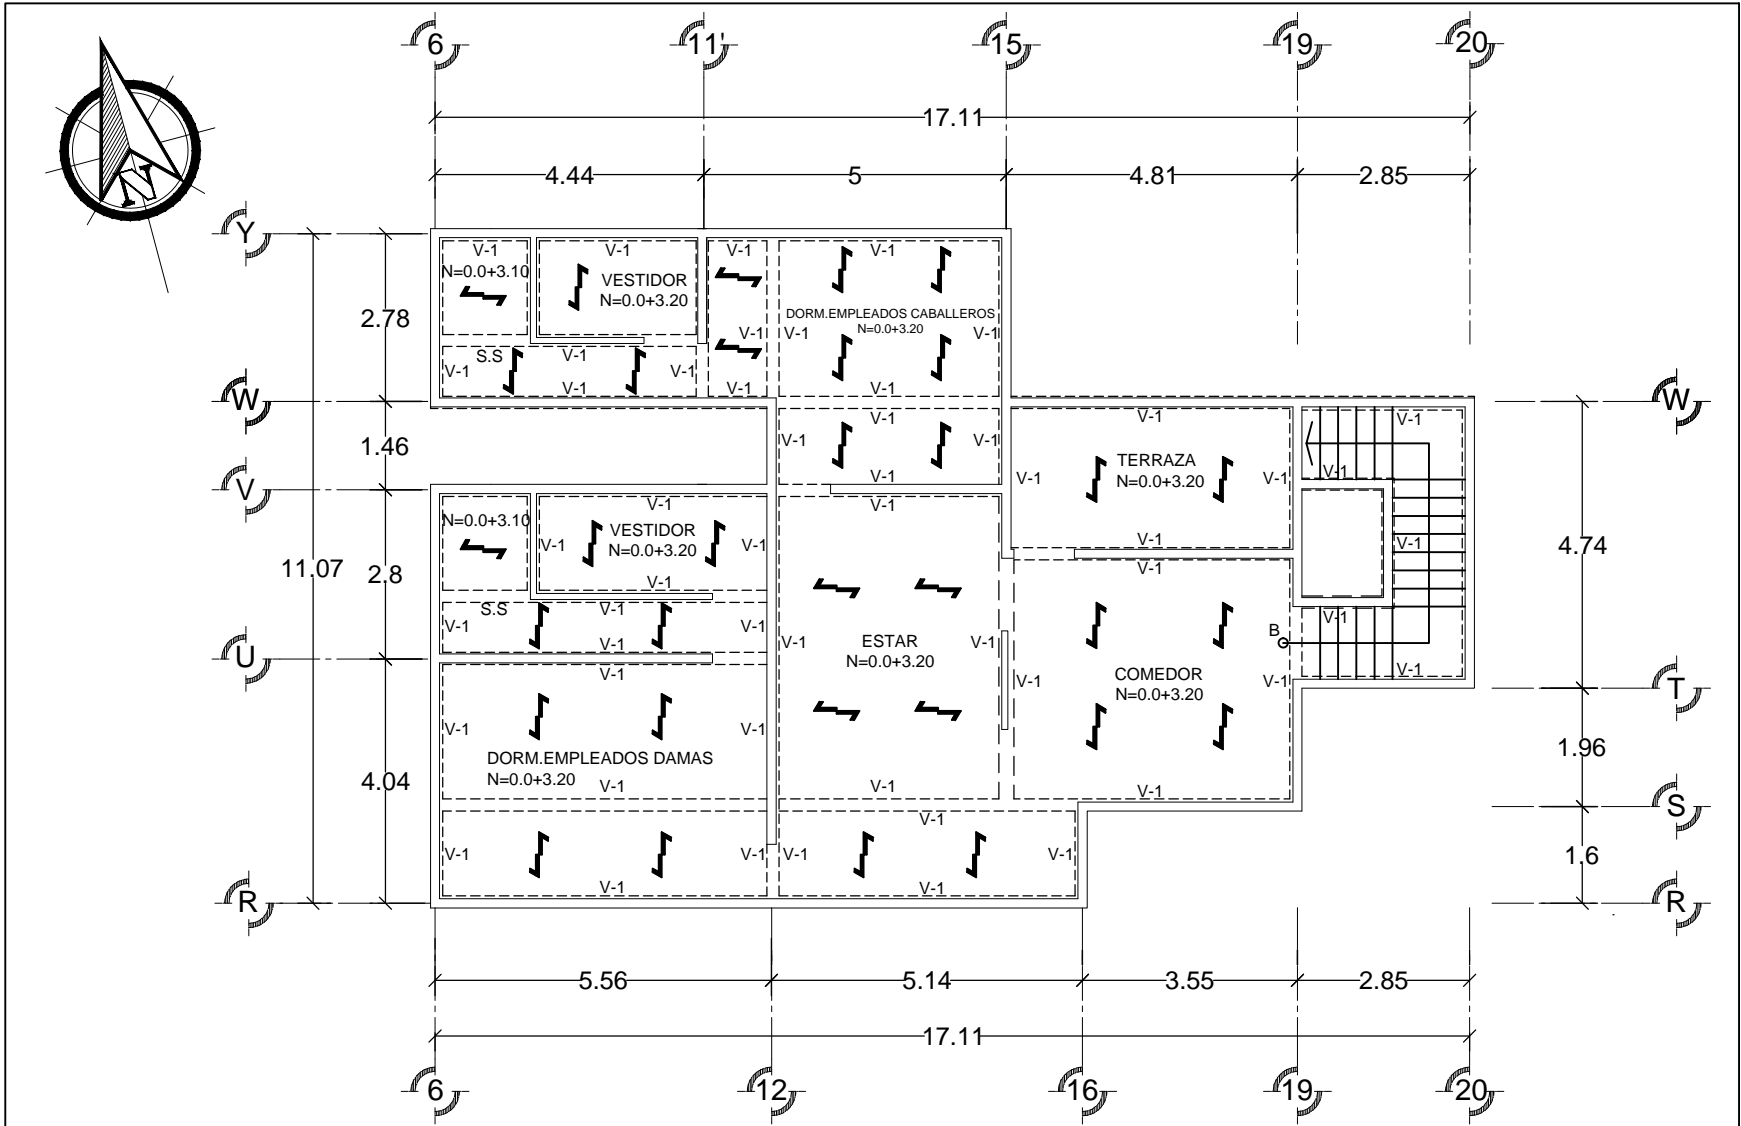 6 11' 15 19 20
17.11
4.44 5 4.81 2.85
N
Y
V-1 V-1 V-1
N=0.0+3.10 VESTIDOR
N=0.0+3.20
DORM.EMPLEADOS CABALLEROS
N=0.0+3.20
2.78
V-1 V-1 V-1
S.S V-1
V-1 V-1
V-1 V-1 V-1
W W
V-1 V-1 V-1
1.46
V-1 V-1
TERRAZA
N=0.0+3.20
V-1 V-1 V-1
V-1
V
V-1 V-1
N=0.0+3.10 VESTIDOR
N=0.0+3.20
V-1 V-1
V-1 V-1
4.74
11.07 2.8
V-1
V-1
S.S V-1
V-1 V-1
V-1
V-1
B
V-1 ESTAR V-1
N=0.0+3.20
U
V-1 V-1
COMEDOR
N=0.0+3.20
V-1 V-1
T
V-1 V-1
DORM.EMPLEADOS DAMAS
N=0.0+3.20
1.96
4.04
V-1 V-1 V-1
S
V-1
V-1 V-1 V-1 V-1
1.6
V-1 V-1
R R
5.56 5.14 3.55 2.85
17.11
6 12 16 19 20